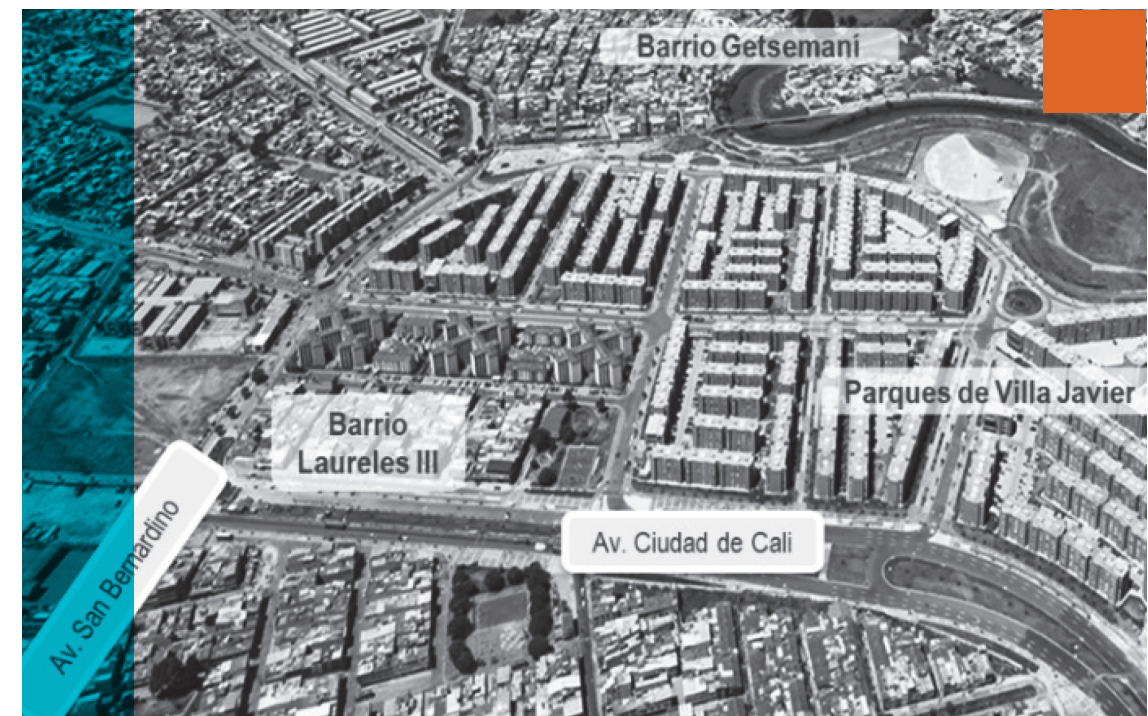 Barrio Getsemaní
Parques de Villa Javier
Barrio
Laureles III
Av. Ciudad de Cali
Av. San Bernardino